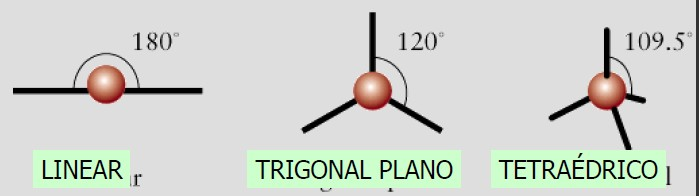 180°
120°
109.5°
LINEAR
TRIGONAL PLANO
TETRAÉDRICO